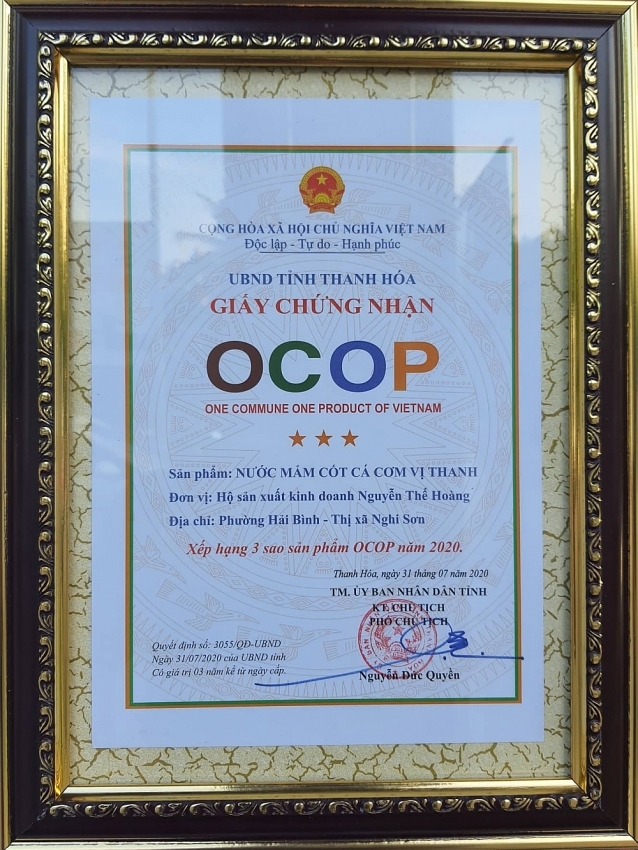 CỘNG HÒA XÃ HỘI CHỦ NGHĨA VIỆT NAM
Độc lập - Tự do - Hạnh phúc
UBND TỈNH THANH HÓA
GIẤY CHỨNG NHẬN
OCOP
ONE COMMUNE ONE PRODUCT OF VIETNAM
Sản phẩm: NƯỚC MẮM CỐT CÁ CƠM VỊ THANH
Đơn vị: Hộ sản xuất kinh doanh Nguyễn Thế Hoàng
Địa chỉ: Phường Hải Bình - Thị xã Nghi Sơn
Xếp hạng 3 sao sản phẩm OCOP năm 2020.
Thanh Hóa, ngày 31 tháng 07 năm 2020
TM. ỦY BAN NHÂN DÂN TỈNH
KT. CHỦ TỊCH
PHÓ CHỦ TỊCH
Nguyễn Đức Quyền
Quyết định số: 3055/QĐ-UBND
Ngày 31/07/2020 của UBND tỉnh
Có giá trị 03 năm kể từ ngày cấp.